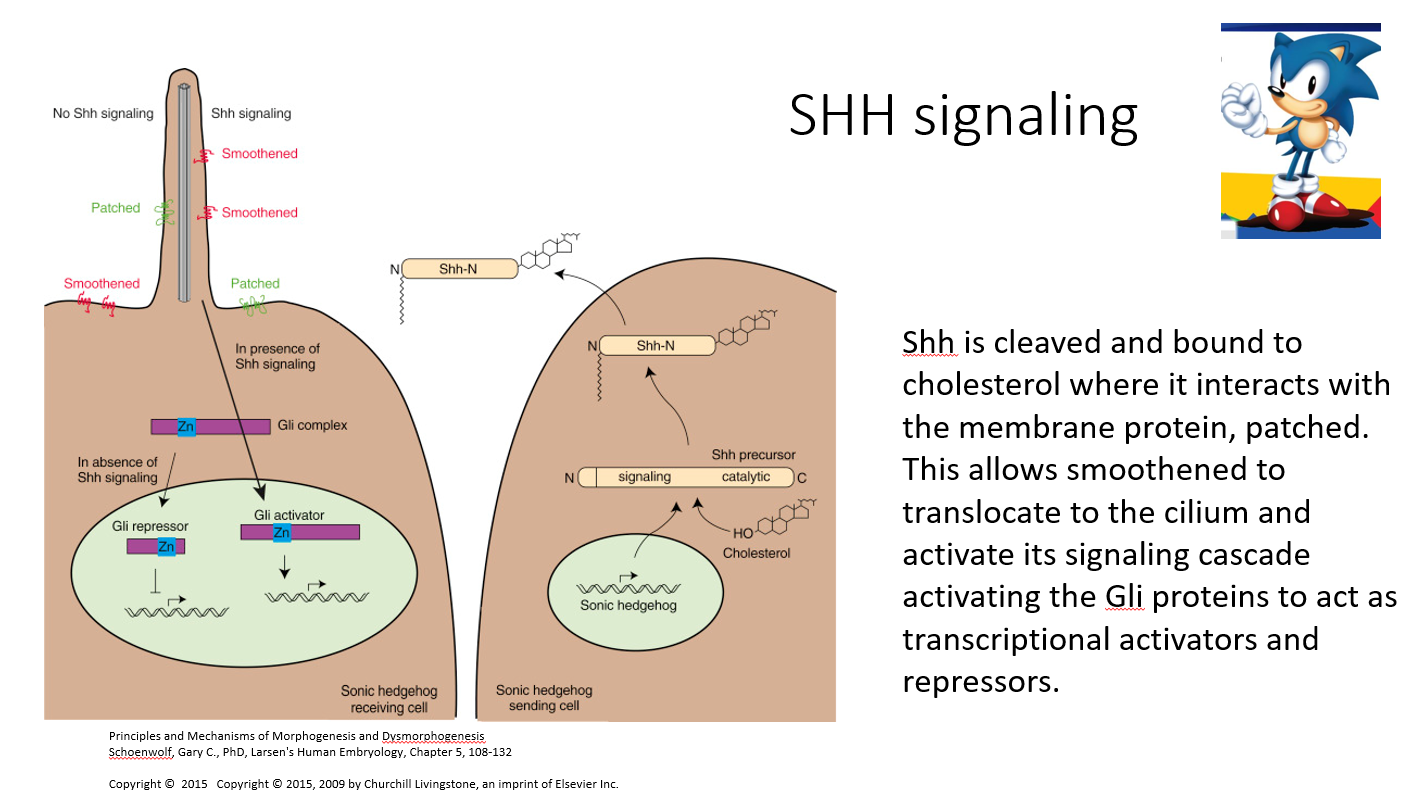 SHH signaling
No Shh signaling
Shh signaling
Smoothened
Patched
Smoothened
Smoothened
Patched
In presence of
Shh signaling
Zn
Gli complex
In absence of
Shh signaling
Gli repressor
Zn
Gli activator
Zn
Sonic hedgehog
receiving cell
N
Shh-N
N
Shh-N
Shh precursor
N
signaling
catalytic
C
HO
Cholesterol
Sonic hedgehog
Sonic hedgehog
sending cell
Shh is cleaved and bound to
cholesterol where it interacts with
the membrane protein, patched.
This allows smoothened to
translocate to the cilium and
activate its signaling cascade
activating the Gli proteins to act as
transcriptional activators and
repressors.
Principles and Mechanisms of Morphogenesis and Dysmorphogenesis
Schoenwolf, Gary C., PhD, Larsen's Human Embryology, Chapter 5, 108-132
Copyright © 2015 Copyright © 2015, 2009 by Churchill Livingstone, an imprint of Elsevier Inc.